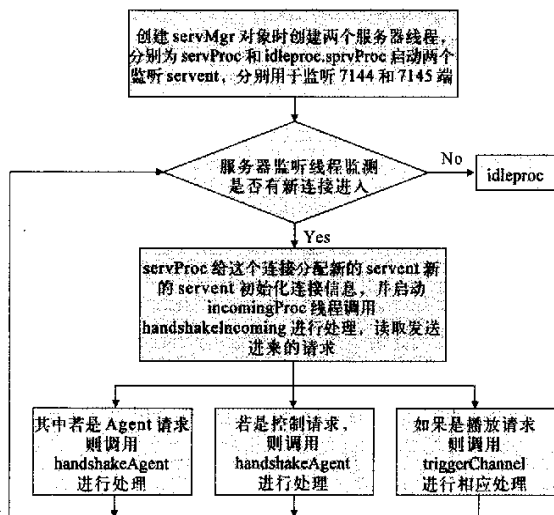 创建 servMgr 对象时创建两个服务器线程,
分别为 servProc 和 idleproc.sprvProc 启动两个
监听 servent, 分别用于监听 7144 和 7145 端
服务器监听线程监测
是否有新连接进入
No
idleproc
Yes
servProc 给这个连接分配新的 servent 新
的 servent 初始化连接信息, 并启动
incomingProc 线程调用
handshakeIncoming 进行处理, 读取发送
进来的请求
其中若是 Agent 请求
则调用
handshakeAgent
进行处理
若是控制请求,
则调用
handshakeAgent
进行处理
如果是播放请求
则调用
triggerChannel
进行相应处理